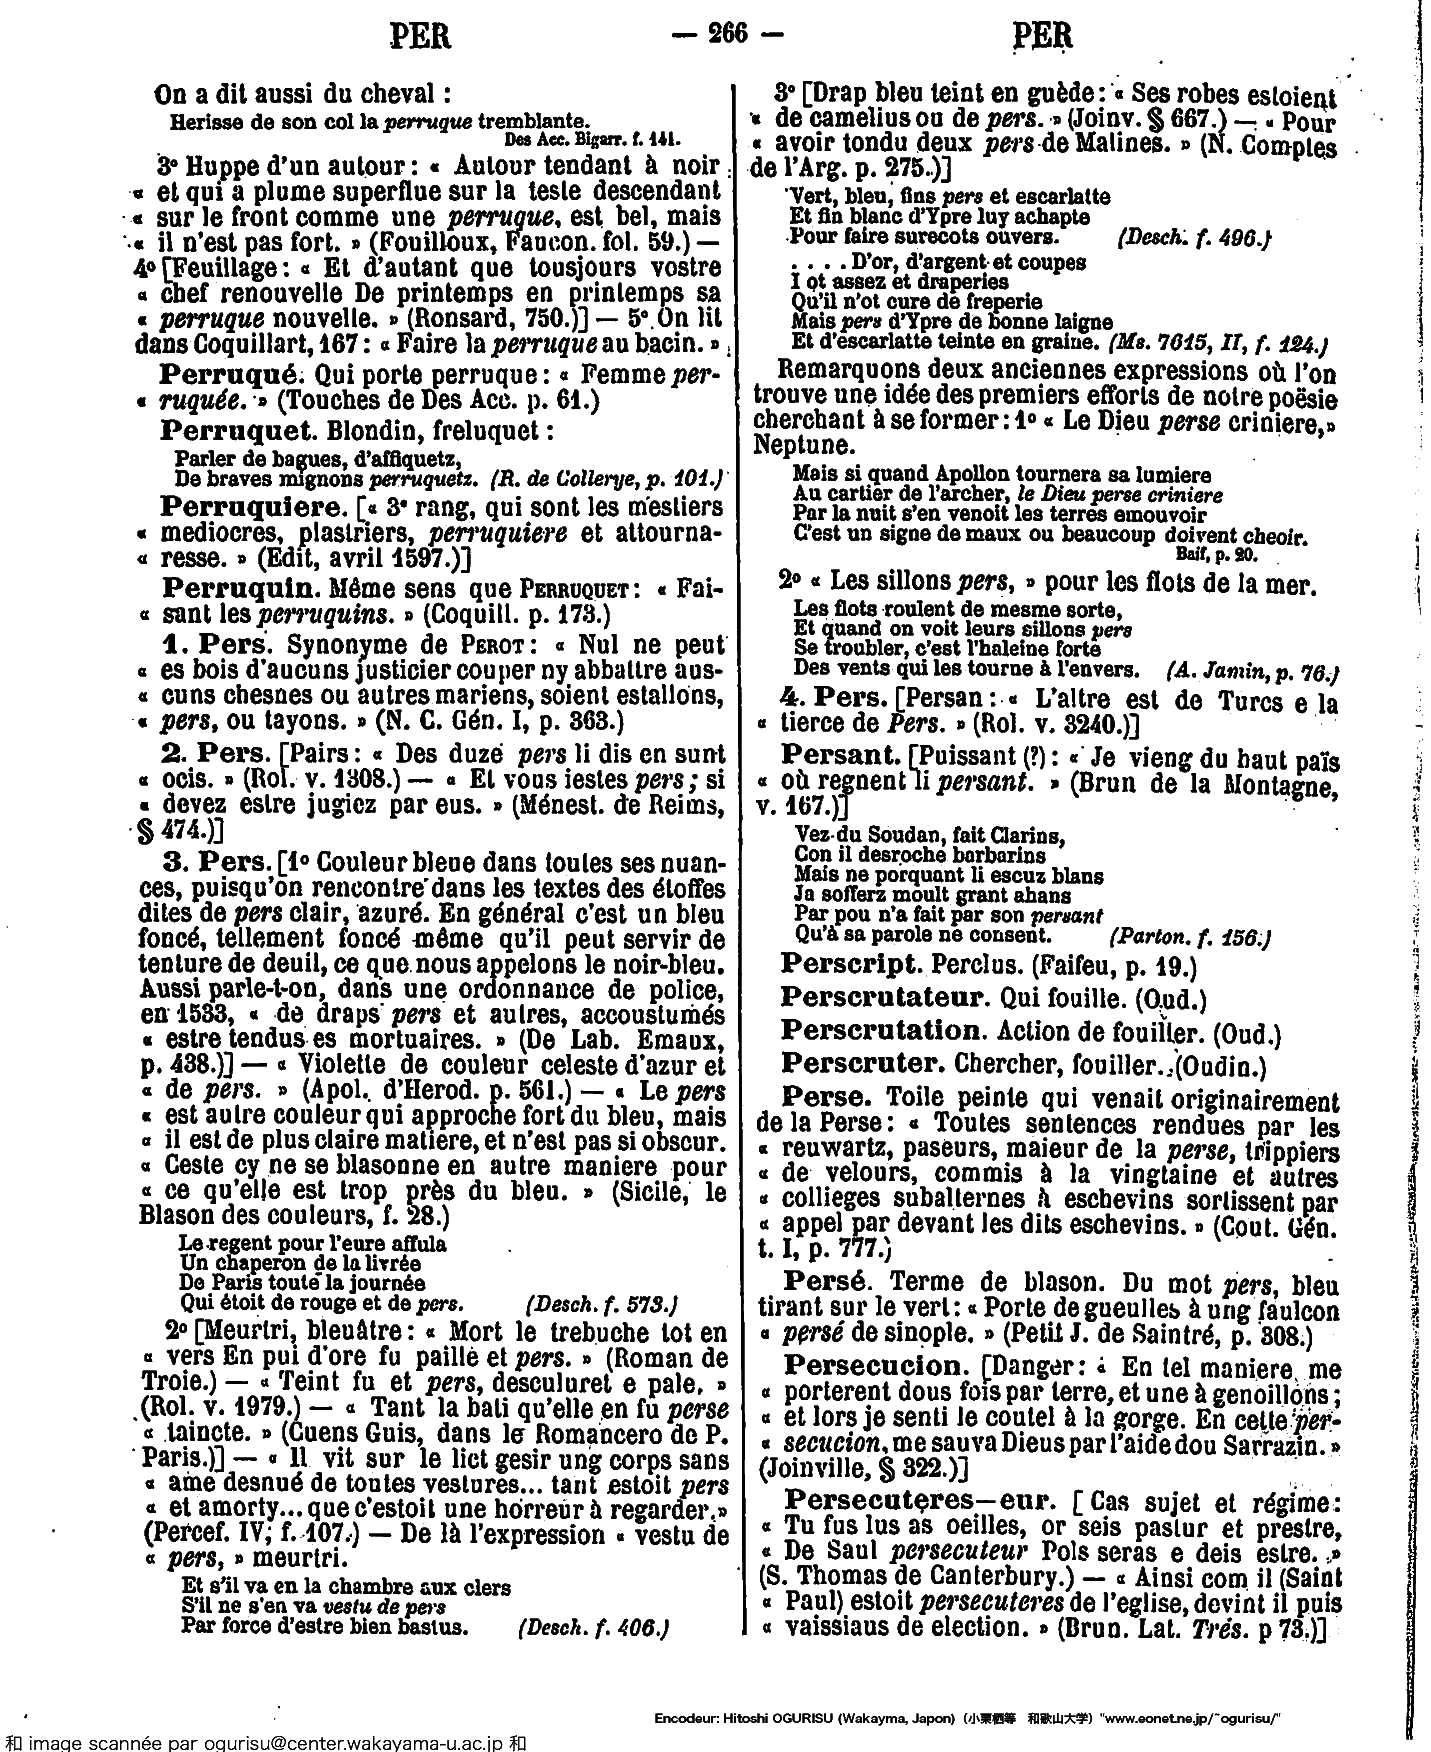 PER — 266 — PER
On a dit aussi du cheval :
Herisse de son col la perruque tremblante.
Des Acc. Bigarr. f. 141.
3º Huppe d'un autour : « Autour tendant à noir
« et qui a plume superflue sur la teste descendant
« sur le front comme une perruque, est bel, mais
« il n'est pas fort. » (Fouilloux, Faucon. fol. 59.) —
4º [Feuillage : « Et d'autant que tousjours vostre
« chef renouvelle De printemps en printemps sa
« perruque nouvelle. » (Ronsard, 750.)] — 5º On lit
dans Coquillart, 167 : « Faire la perruque au bacin. »
Perruqué. Qui porte perruque : « Femme per-
« ruquée. » (Touches de Des Acc. p. 61.)
Perruquet. Blondin, freluquet :
Parler de bagues, d'affiquetz,
De braves mignons perruquetz. (R. de Collerye, p. 101.)
Perruquiere. [« 3º rang, qui sont les mestiers
« mediocres, plastriers, perruquiere et attourna-
« resse. » (Edit, avril 1597.)]
Perruquin. Même sens que PERRUQUET : « Fai-
« sant les perruquins. » (Coquill. p. 173.)
1. Pers. Synonyme de PEROT : « Nul ne peut
« es bois d'aucuns justicier couper ny abbattre aus-
« cuns chesnes ou autres mariens, soient estallons,
« pers, ou tayons. » (N. C. Gén. I, p. 363.)
2. Pers. [Pairs : « Des duze pers li dis en sunt
« ocis. » (Rol. v. 1308.) — « Et vous iestes pers ; si
« devez estre jugiez par eus. » (Ménest. de Reims,
§ 474.)]
3. Pers. [1º Couleur bleue dans toutes ses nuan-
ces, puisqu'on rencontre dans les textes des étoffes
dites de pers clair, azuré. En général c'est un bleu
foncé, tellement foncé même qu'il peut servir de
tenture de deuil, ce que nous appelons le noir-bleu.
Aussi parle-t-on, dans une ordonnance de police,
en 1533, « de draps pers et autres, accoustumés
« estre tendus es mortuaires. » (De Lab. Emaux,
p. 438.)] — « Violette de couleur celeste d'azur et
« de pers. » (Apol. d'Herod. p. 561.) — « Le pers
« est autre couleur qui approche fort du bleu, mais
« il est de plus claire matiere, et n'est pas si obscur.
« Ceste cy ne se blasonne en autre maniere pour
« ce qu'elle est trop près du bleu. » (Sicile, le
Blason des couleurs, f. 28.)
Le regent pour l'eure affula
Un chaperon de la livrée
De Paris toute la journée
Qui étoit de rouge et de pers. (Desch. f. 573.)
2º [Meurtri, bleuâtre : « Mort le trebuche tot en
« vers En pui d'ore fu paille et pers. » (Roman de
Troie.) — « Teint fu et pers, desculuret e pale. »
(Rol. v. 1979.) — « Tant la bati qu'elle en fu perse
« taincte. » (Cuens Guis, dans le Romancero de P.
Paris.)] — « Il vit sur le lict gesir ung corps sans
« ame desnué de toutes vestures... tant estoit pers
« et amorty... que c'estoit une horreur à regarder. »
(Percef. IV, f. 107.) — De là l'expression « vestu de
« pers, » meurtri.
Et s'il va en la chambre aux clers
S'il ne s'en va vestu de pers
Par force d'estre bien bastus. (Desch. f. 406.)
3º [Drap bleu teint en guède : « Ses robes estoient
« de camelius ou de pers. » (Joinv. § 667.) — « Pour
« avoir tondu deux pers de Malines. » (N. Comptes
de l'Arg. p. 275.)]
Vert, bleu, fins pers et escarlatte
Et fin blanc d'Ypre luy achapte
Pour faire surecots ouvers. (Desch. f. 496.)
. . . . D'or, d'argent et coupes
I ot assez et draperies
Qu'il n'ot cure de freperie
Mais pers d'Ypre de bonne laigne
Et d'escarlatte teinte en graine. (Ms. 7615, II, f. 124.)
Remarquons deux anciennes expressions où l'on
trouve une idée des premiers efforts de notre poësie
cherchant à se former : 1º « Le Dieu perse criniere, »
Neptune.
Mais si quand Apollon tournera sa lumiere
Au cartier de l'archer, le Dieu perse criniere
Par la nuit s'en venoit les terres emouvoir
C'est un signe de maux ou beaucoup doivent cheoir.
Baif, p. 20.
2º « Les sillons pers, » pour les flots de la mer.
Les flots roulent de mesme sorte,
Et quand on voit leurs sillons pers
Se troubler, c'est l'haleine forte
Des vents qui les tourne à l'envers. (A. Jamin, p. 76.)
4. Pers. [Persan : « L'altre est de Turcs e la
« tierce de Pers. » (Rol. v. 3240.)]
Persant. [Puissant (?) : « Je vieng du haut païs
« où regnent li persant. » (Brun de la Montagne,
v. 167.)]
Vez du Soudan, fait Clarins,
Con il desroche barbarins
Mais ne porquant li escuz blans
Ja sofferz moult grant ahans
Par pou n'a fait par son persant
Qu'à sa parole ne consent. (Parton. f. 156.)
Perscript. Perclus. (Faifeu, p. 19.)
Perscrutateur. Qui fouille. (Oud.)
Perscrutation. Action de fouiller. (Oud.)
Perscruter. Chercher, fouiller. (Oudin.)
Perse. Toile peinte qui venait originairement
de la Perse : « Toutes sentences rendues par les
« reuwartz, paseurs, maieur de la perse, trippiers
« de velours, commis à la vingtaine et autres
« collieges subalternes à eschevins sortissent par
« appel par devant les dits eschevins. » (Cout. Gén.
t. I, p. 777.)
Persé. Terme de blason. Du mot pers, bleu
tirant sur le vert : « Porte de gueulles à ung faulcon
« persé de sinople. » (Petit J. de Saintré, p. 308.)
Persecucion. [Danger : « En tel maniere me
« porterent dous fois par terre, et une à genoillons ;
« et lors je senti le coutel à la gorge. En cette per-
« secucion, me sauva Dieus par l'aide dou Sarrazin. »
(Joinville, § 322.)]
Persecuteres—eur. [Cas sujet et régime :
« Tu fus lus as oeilles, or seis pastur et prestre,
« De Saul persecuteur Pols seras e deis estre. »
(S. Thomas de Canterbury.) — « Ainsi com il (Saint
« Paul) estoit persecuteres de l'eglise, devint il puis
« vaissiaus de election. » (Brun. Lat. Trés. p 73.)]
Encodeur: Hitoshi OGURISU (Wakayma, Japon) (小栗栖等 和歌山大学) "www.eonet.ne.jp/~ogurisu/"
和 image scannée par ogurisu@center.wakayama-u.ac.jp 和